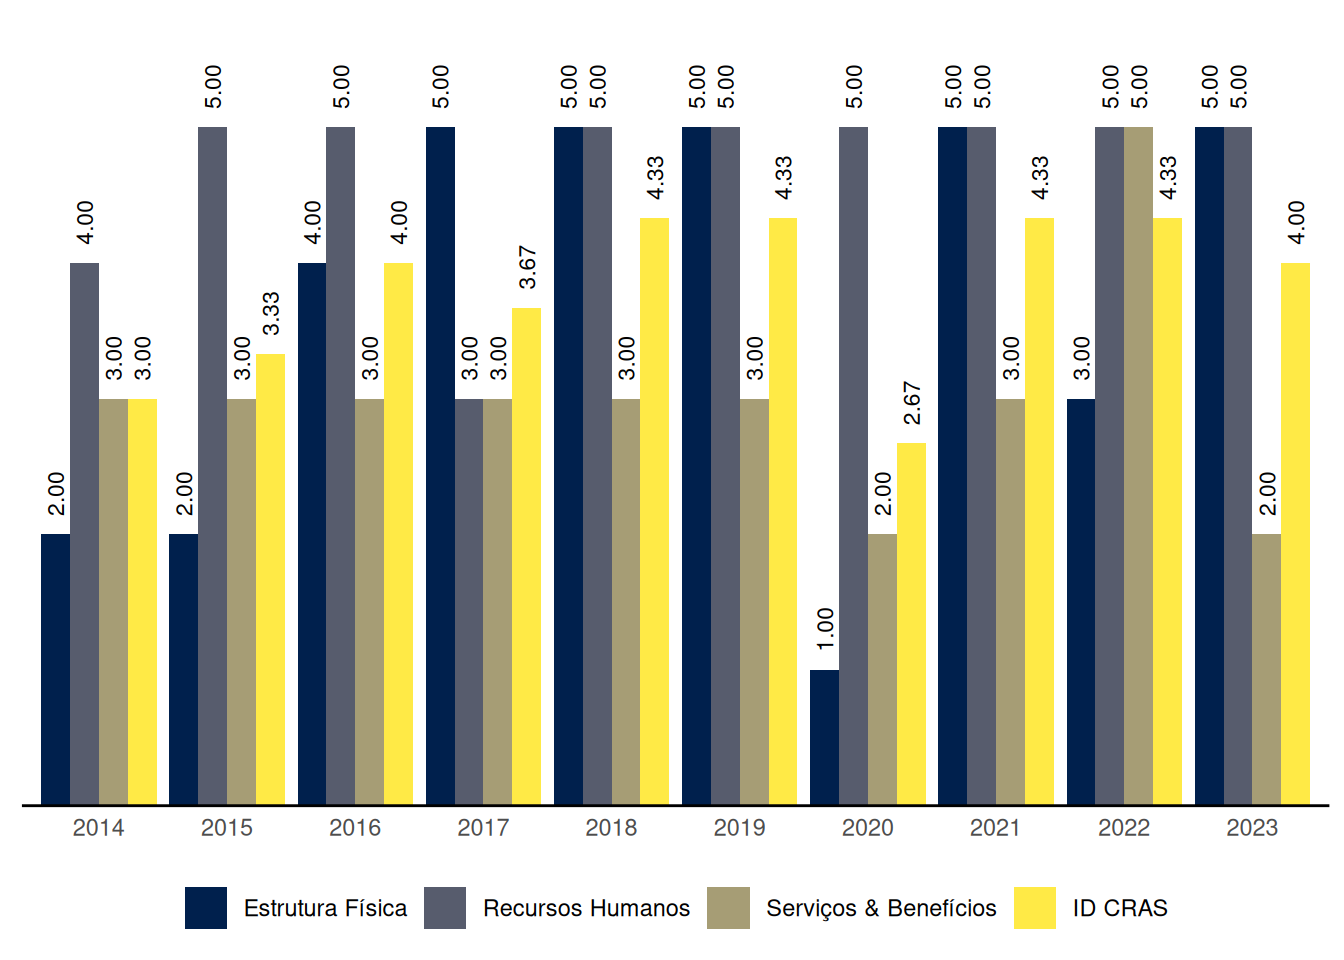 2.00 4.00 3.00 3.00 2.00 5.00 3.00 3.33 4.00 5.00 3.00 4.00 5.00 3.00 3.00 3.67 5.00 5.00 3.00 4.33 5.00 5.00 3.00 4.33 1.00 5.00 2.00 2.67 5.00 5.00 3.00 4.33 3.00 5.00 5.00 4.33 5.00 5.00 2.00 4.00
2014 2015 2016 2017 2018 2019 2020 2021 2022 2023
Estrutura Física Recursos Humanos Serviços & Benefícios ID CRAS